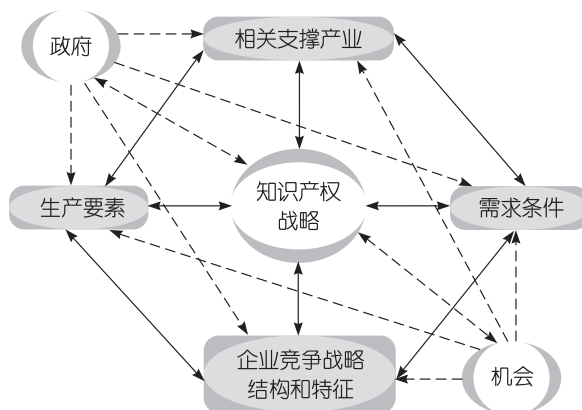 政府
相关支撑产业
知识产权
战略
生产要素
需求条件
企业竞争战略
结构和特征
机会